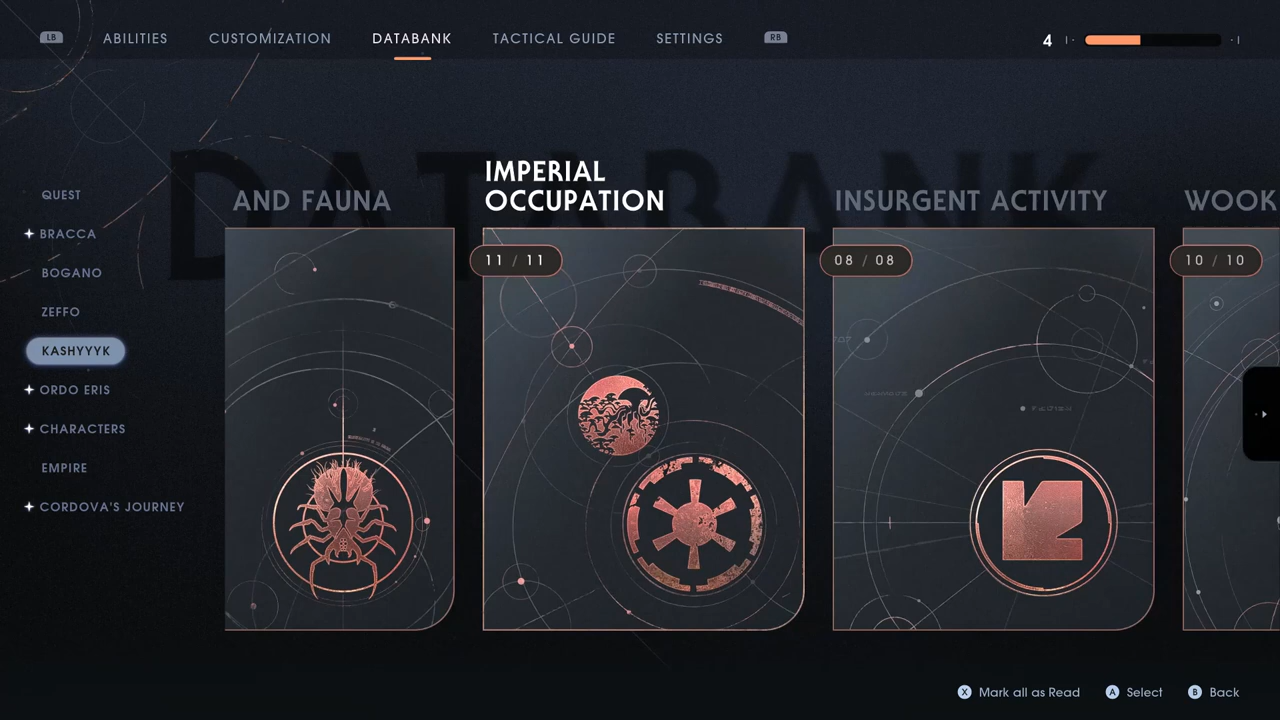 LB ABILITIES CUSTOMIZATION DATABANK TACTICAL GUIDE SETTINGS RB 4
DATABANK
QUEST
BRACCA
BOGANO
ZEFFO
KASHYYYK
ORDO ERIS
CHARACTERS
EMPIRE
CORDOVA'S JOURNEY
AND FAUNA
IMPERIAL
OCCUPATION
11 / 11
INSURGENT ACTIVITY
08 / 08
WOOK
10 / 10
X Mark all as Read A Select B Back